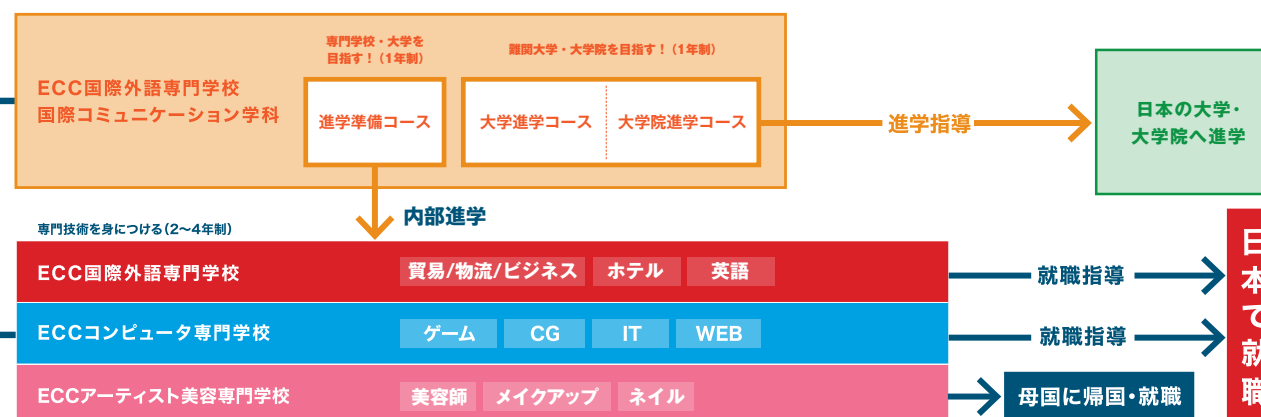 専門学校・大学を
目指す！（1年制）
難関大学・大学院を目指す！（1年制）
ECC国際外語専門学校
国際コミュニケーション学科
進学準備コース
大学進学コース
大学院進学コース
進学指導
日本の大学・
大学院へ進学
内部進学
専門技術を身につける（2〜4年制）
ECC国際外語専門学校
貿易/物流/ビジネス
ホテル
英語
就職指導
ECCコンピュータ専門学校
ゲーム
CG
IT
WEB
就職指導
ECCアーティスト美容専門学校
美容師
メイクアップ
ネイル
母国に帰国・就職
日本で就職